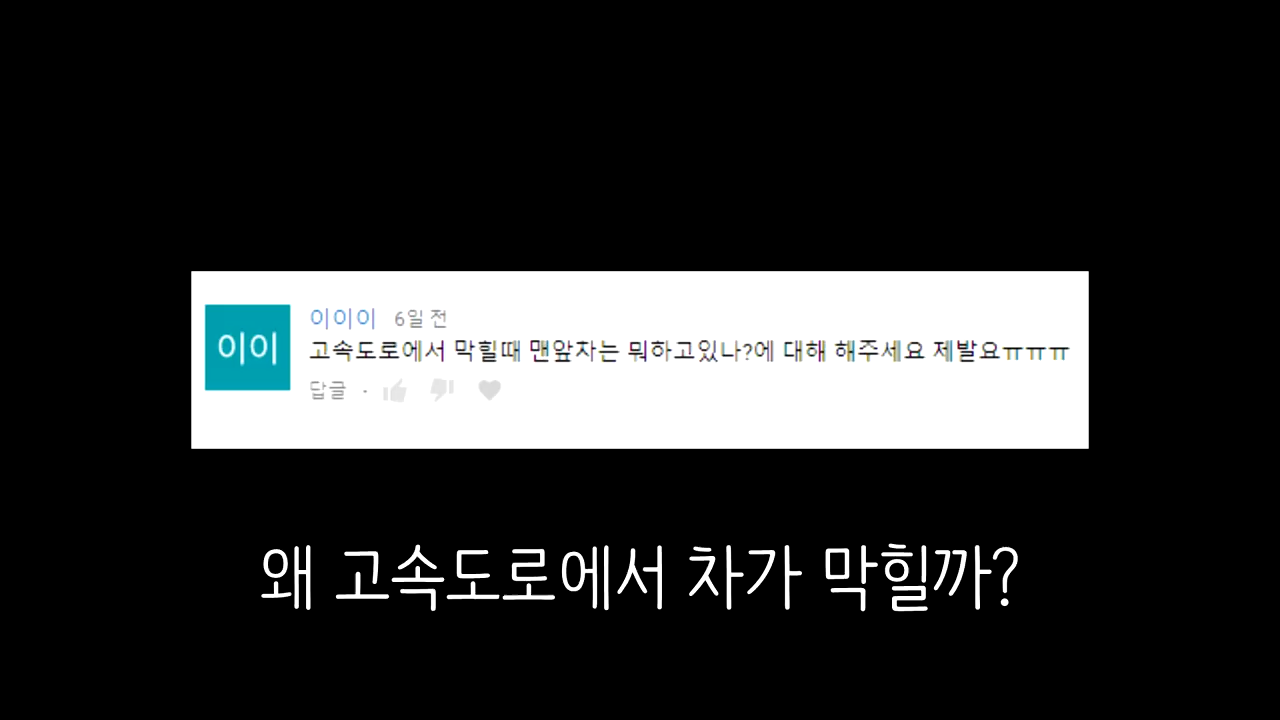 이이
이이이 6일 전
고속도로에서 막힐때 맨앞차는 뭐하고있나?에 대해 해주세요 제발요ㅠㅠㅠ
답글 ·
왜 고속도로에서 차가 막힐까?